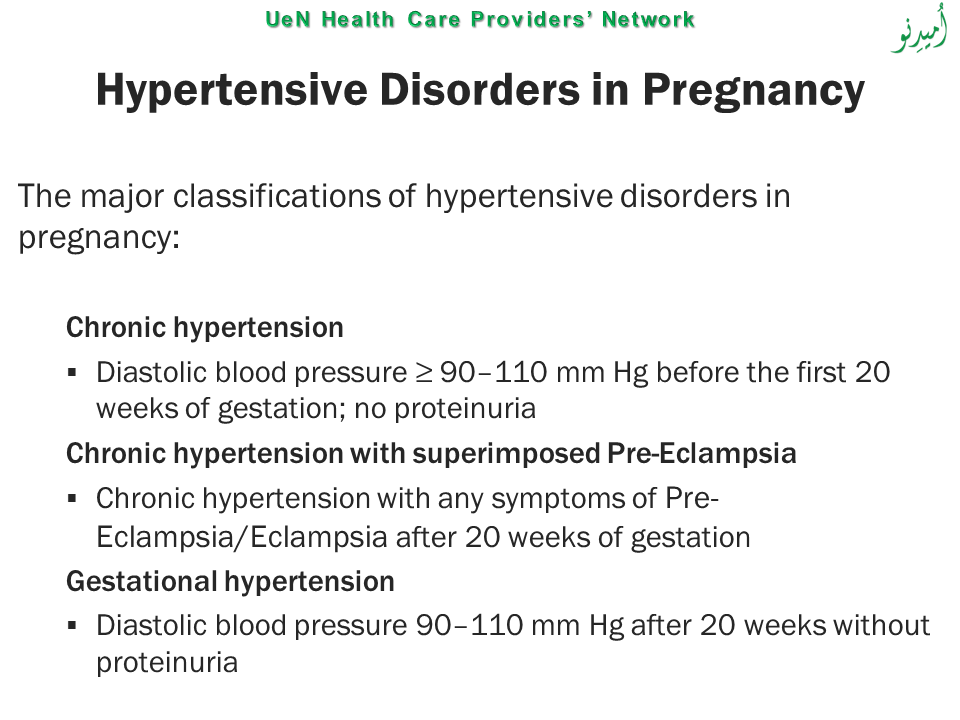 UeN Health Care Providers’ Network
اُمیدِنو
Hypertensive Disorders in Pregnancy
The major classifications of hypertensive disorders in
pregnancy:
Chronic hypertension
▪ Diastolic blood pressure ≥ 90–110 mm Hg before the first 20
weeks of gestation; no proteinuria
Chronic hypertension with superimposed Pre-Eclampsia
▪ Chronic hypertension with any symptoms of Pre-
Eclampsia/Eclampsia after 20 weeks of gestation
Gestational hypertension
▪ Diastolic blood pressure 90–110 mm Hg after 20 weeks without
proteinuria